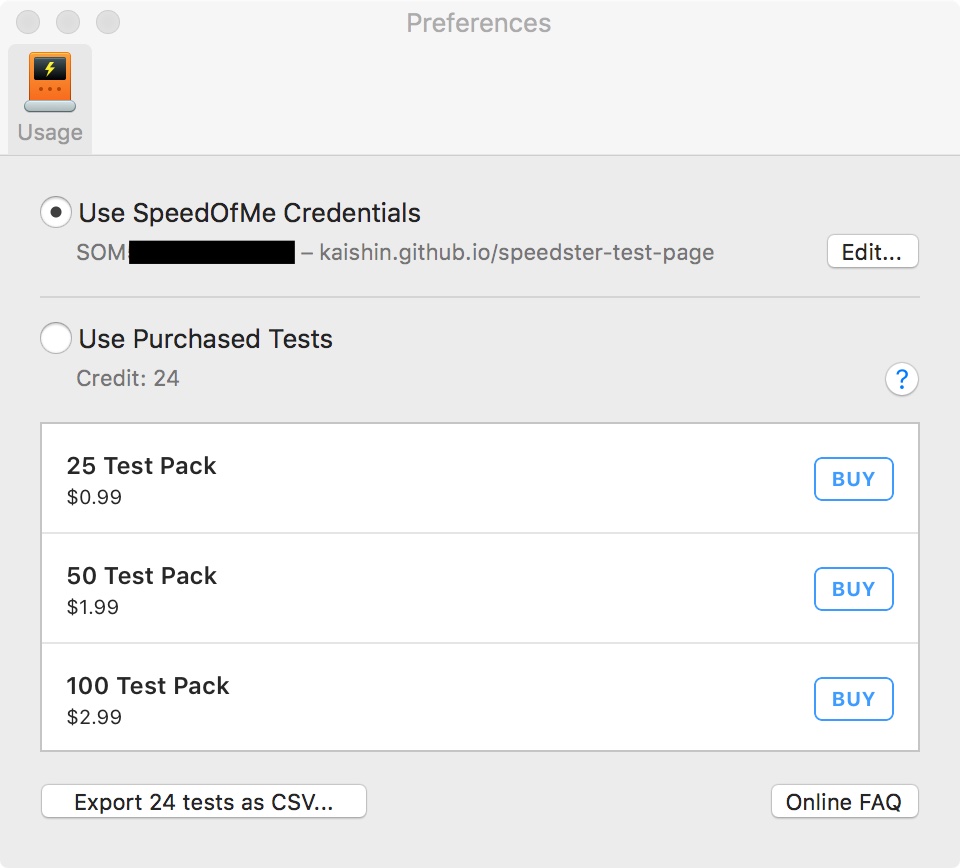 Preferences
Usage
Use SpeedOfMe Credentials
SOM – kaishin.github.io/speedster-test-page
Edit...
Use Purchased Tests
Credit: 24
?
25 Test Pack
$0.99
BUY
50 Test Pack
$1.99
BUY
100 Test Pack
$2.99
BUY
Export 24 tests as CSV...
Online FAQ